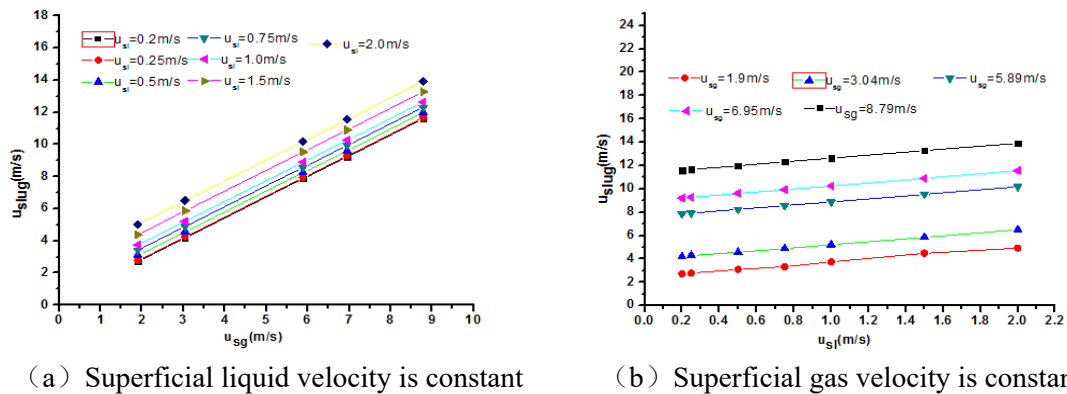 18
16
14
12
10
8
6
4
2
0
u_slug(m/s)
u_sl=0.2m/s
u_sl=0.75m/s
u_sl=2.0m/s
u_sl=0.25m/s
u_sl=1.0m/s
u_sl=0.5m/s
u_sl=1.5m/s
0 1 2 3 4 5 6 7 8 9 10
u_sg(m/s)
(a) Superficial liquid velocity is constant
24
22
20
18
16
14
12
10
8
6
4
2
0
u_slug(m/s)
u_sg=1.9m/s
u_sg=3.04m/s
u_sg=5.89m/s
u_sg=6.95m/s
u_sg=8.79m/s
0.0 0.2 0.4 0.6 0.8 1.0 1.2 1.4 1.6 1.8 2.0 2.2
u_sl(m/s)
(b) Superficial gas velocity is constan